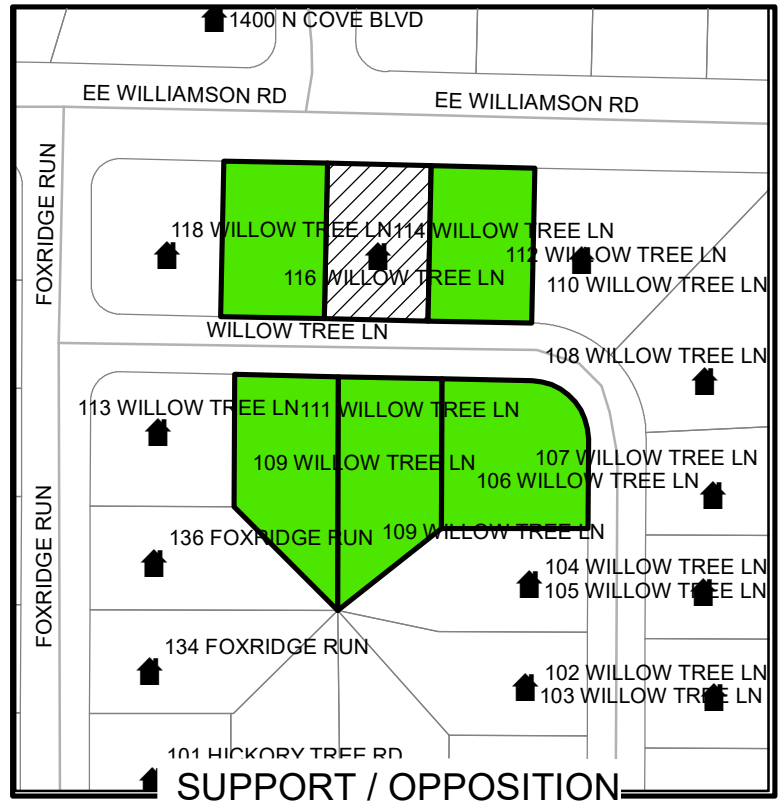 1400 N COVE BLVD
EE WILLIAMSON RD
EE WILLIAMSON RD
FOXRIDGE RUN
118 WILLOW TREE LN
114 WILLOW TREE LN
112 WILLOW TREE LN
116 WILLOW TREE LN
110 WILLOW TREE LN
WILLOW TREE LN
108 WILLOW TREE LN
113 WILLOW TREE LN
111 WILLOW TREE LN
109 WILLOW TREE LN
107 WILLOW TREE LN
106 WILLOW TREE LN
FOXRIDGE RUN
136 FOXRIDGE RUN
109 WILLOW TREE LN
104 WILLOW TREE LN
105 WILLOW TREE LN
134 FOXRIDGE RUN
102 WILLOW TREE LN
103 WILLOW TREE LN
101 HICKORY TREE RD
SUPPORT / OPPOSITION